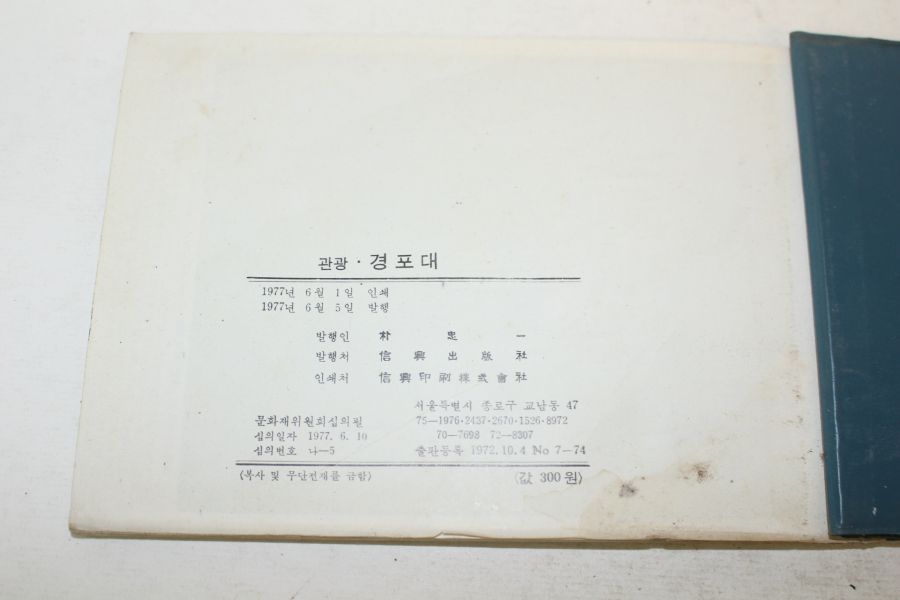 관광 · 경포대
1977년 6월 1일 인쇄
1977년 6월 5일 발행
발행인 朴忠一
발행처 信興出版社
인쇄처 信興印刷株式會社
서울특별시 종로구 교남동 47
문화재위원회심의필 75-1976·2437·2670·1526·8972
심의일자 1977. 6. 10 70-7698 72-8307
심의번호 나-5 출판등록 1972.10.4 No 7-74
(복사 및 무단전재를 금함) (값 300원)